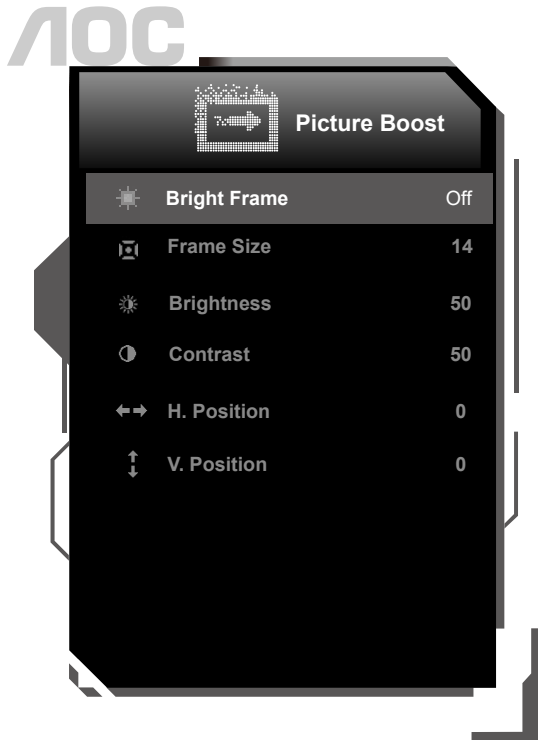 AOC
Picture Boost
Bright Frame Off
Frame Size 14
Brightness 50
Contrast 50
H. Position 0
V. Position 0